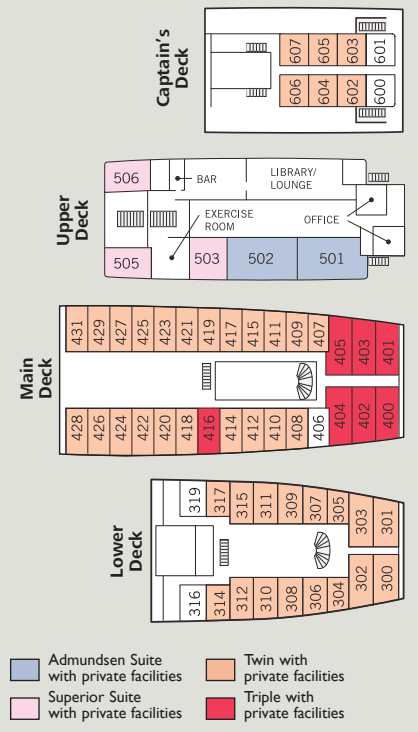 Captain's
Deck
607 605 603 601
606 604 602 600
Upper
Deck
506
BAR
LIBRARY/
LOUNGE
EXERCISE
ROOM
OFFICE
505 503 502 501
Main
Deck
431 429 427 425 423 421 419 417 415 411 409 407 405 403 401
428 426 424 422 420 418 416 414 412 410 408 406 404 402 400
Lower
Deck
319 317 315 311 309 307 305 303 301
316 314 312 310 308 306 304 302 300
Admundsen Suite
with private facilities
Twin with
private facilities
Superior Suite
with private facilities
Triple with
private facilities